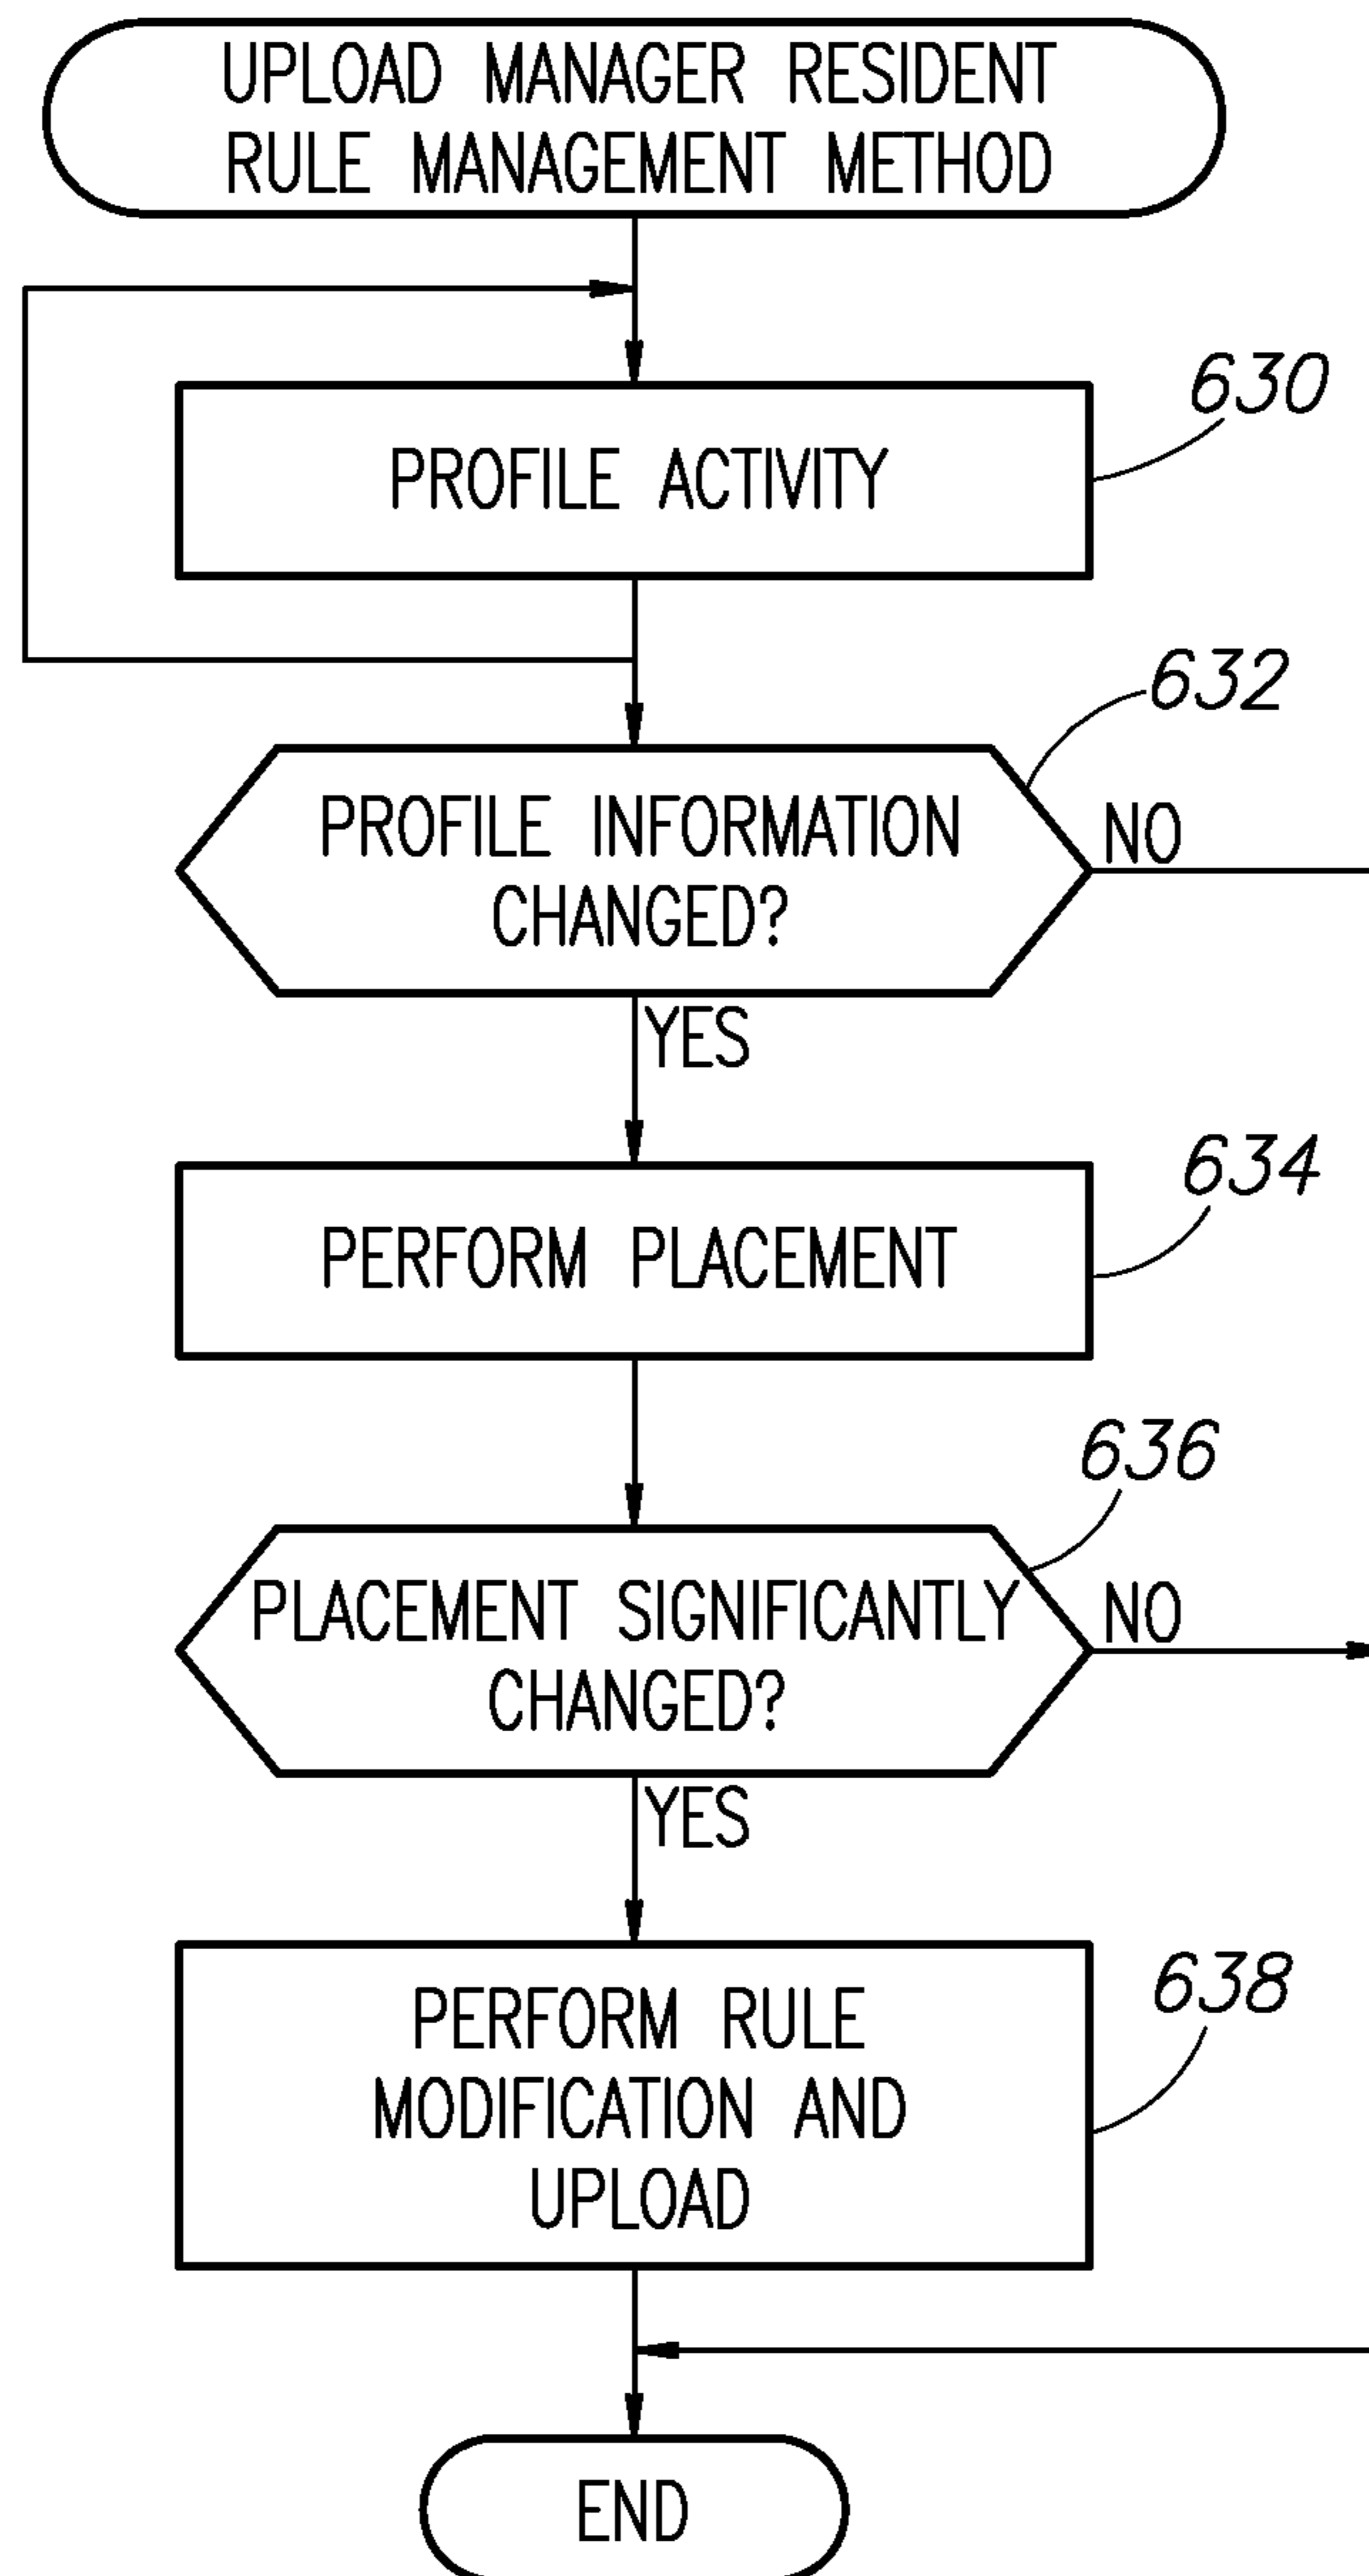 UPLOAD MANAGER RESIDENT
RULE MANAGEMENT METHOD
630
PROFILE ACTIVITY
632
PROFILE INFORMATION
CHANGED?
NO
YES
634
PERFORM PLACEMENT
636
PLACEMENT SIGNIFICANTLY
CHANGED?
NO
YES
638
PERFORM RULE
MODIFICATION AND
UPLOAD
END